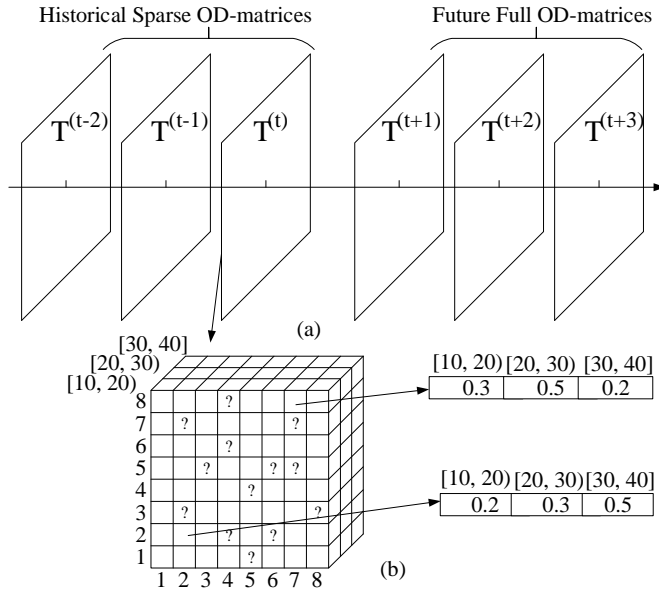 Historical Sparse OD-matrices Future Full OD-matrices
T(t-2) T(t-1) T(t) T(t+1) T(t+2) T(t+3)
(a)
[30, 40]
[20, 30)
[10, 20)
8 ?
7 ? ?
6 ?
5 ? ? ?
4 ?
3 ? ?
2 ? ?
1 ?
1 2 3 4 5 6 7 8
[10, 20) [20, 30) [30, 40]
0.3 0.5 0.2
[10, 20) [20, 30) [30, 40]
0.2 0.3 0.5
(b)